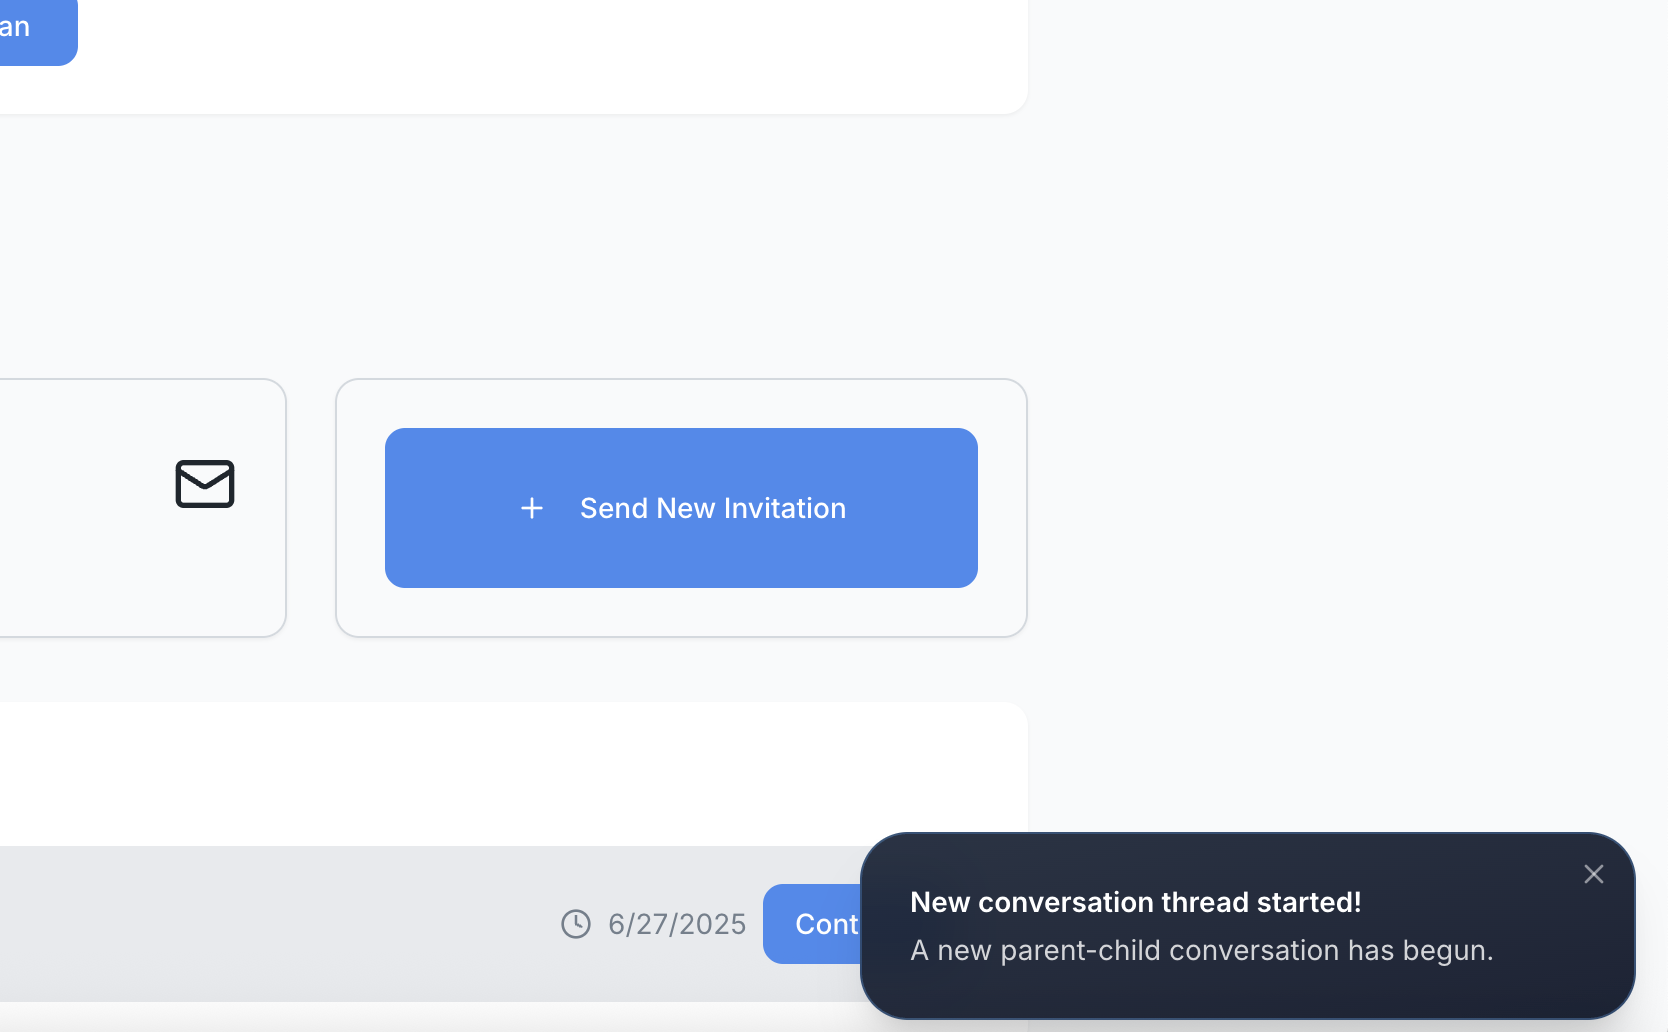 an
Send New Invitation
6/27/2025
Cont
New conversation thread started!
A new parent-child conversation has begun.